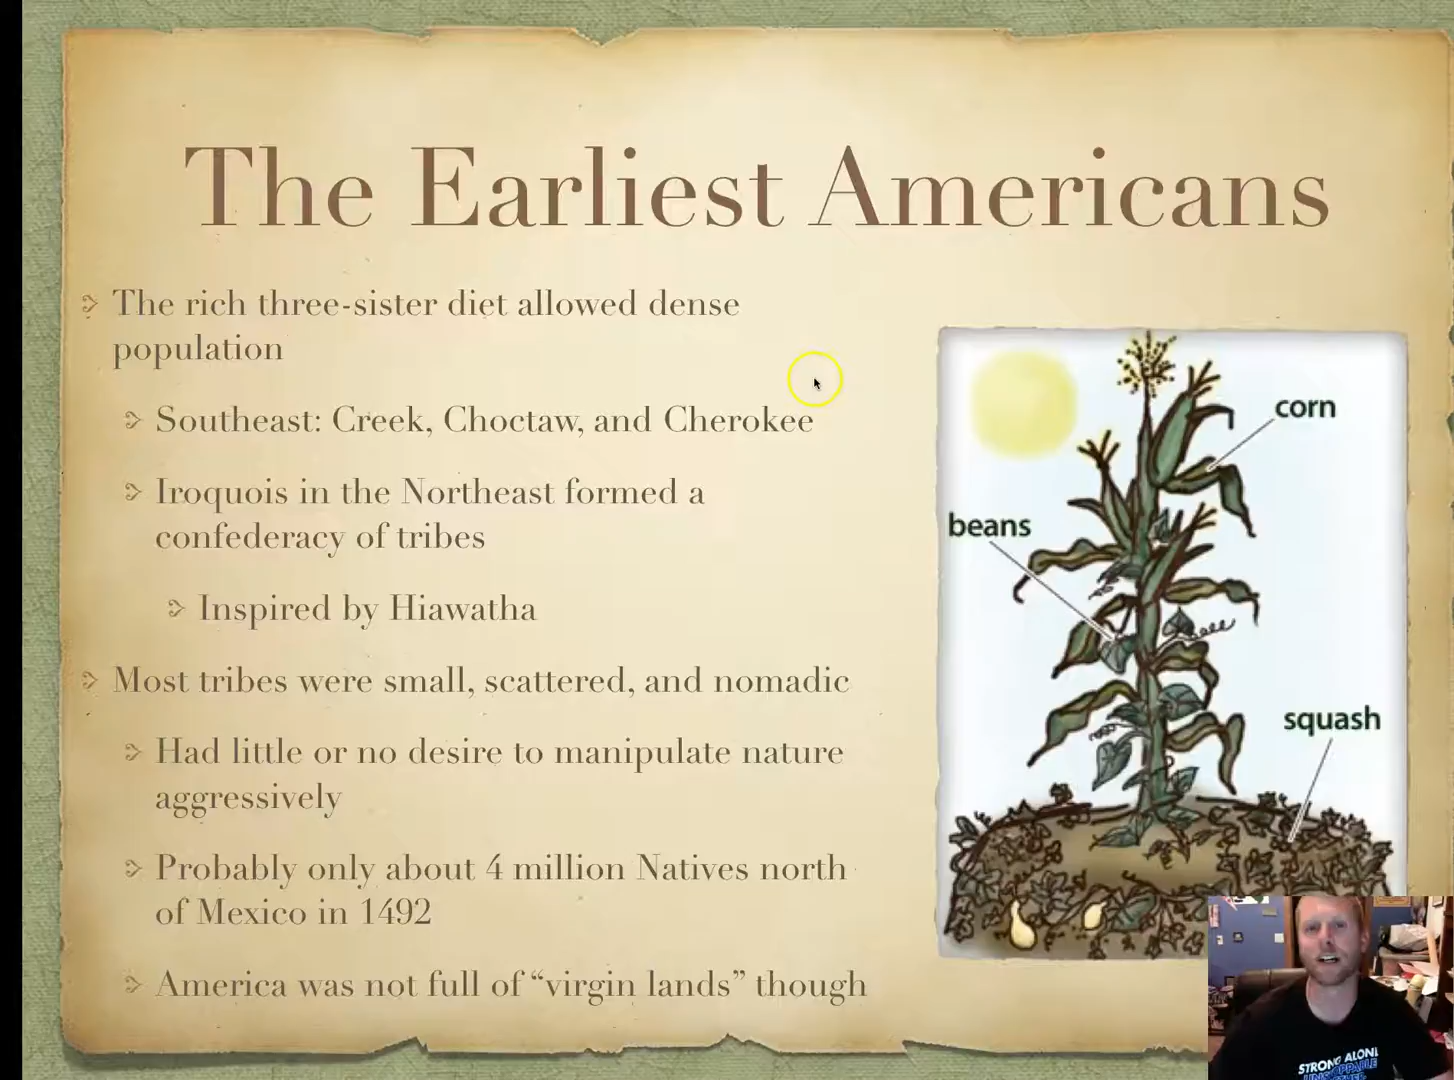 The Earliest Americans
The rich three-sister diet allowed dense
population
Southeast: Creek, Choctaw, and Cherokee
Iroquois in the Northeast formed a
confederacy of tribes
Inspired by Hiawatha
Most tribes were small, scattered, and nomadic
Had little or no desire to manipulate nature
aggressively
Probably only about 4 million Natives north
of Mexico in 1492
America was not full of “virgin lands” though
corn
beans
squash
STRONG ALONE
UNSTOPPABLE